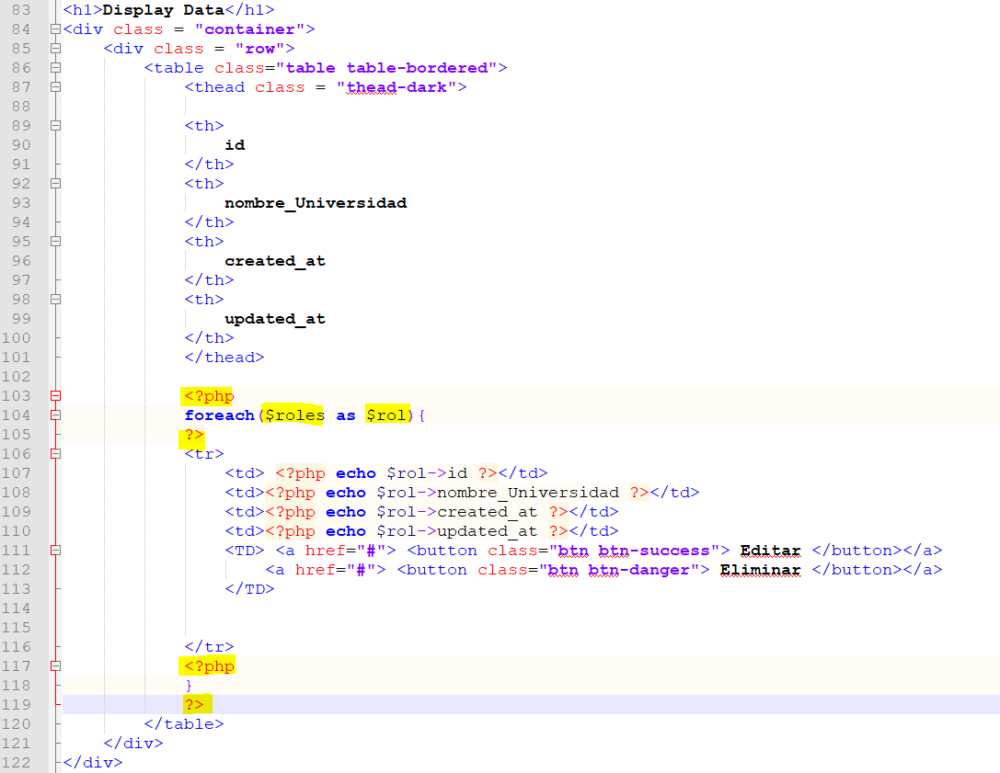 83 <h1>Display Data</h1>
84 <div class = "container">
85 <div class = "row">
86 <table class="table table-bordered">
87 <thead class = "thead-dark">
88
89 <th>
90 id
91 </th>
92 <th>
93 nombre_Universidad
94 </th>
95 <th>
96 created_at
97 </th>
98 <th>
99 updated_at
100 </th>
101 </thead>
102
103 <?php
104 foreach($roles as $rol){
105 ?>
106 <tr>
107 <td> <?php echo $rol->id ?></td>
108 <td><?php echo $rol->nombre_Universidad ?></td>
109 <td><?php echo $rol->created_at ?></td>
110 <td><?php echo $rol->updated_at ?></td>
111 <TD> <a href="#"> <button class="btn btn-success"> Editar </button></a>
112 <a href="#"> <button class="btn btn-danger"> Eliminar </button></a>
113 </TD>
114
115
116 </tr>
117 <?php
118 }
119 ?>
120 </table>
121 </div>
122 </div>